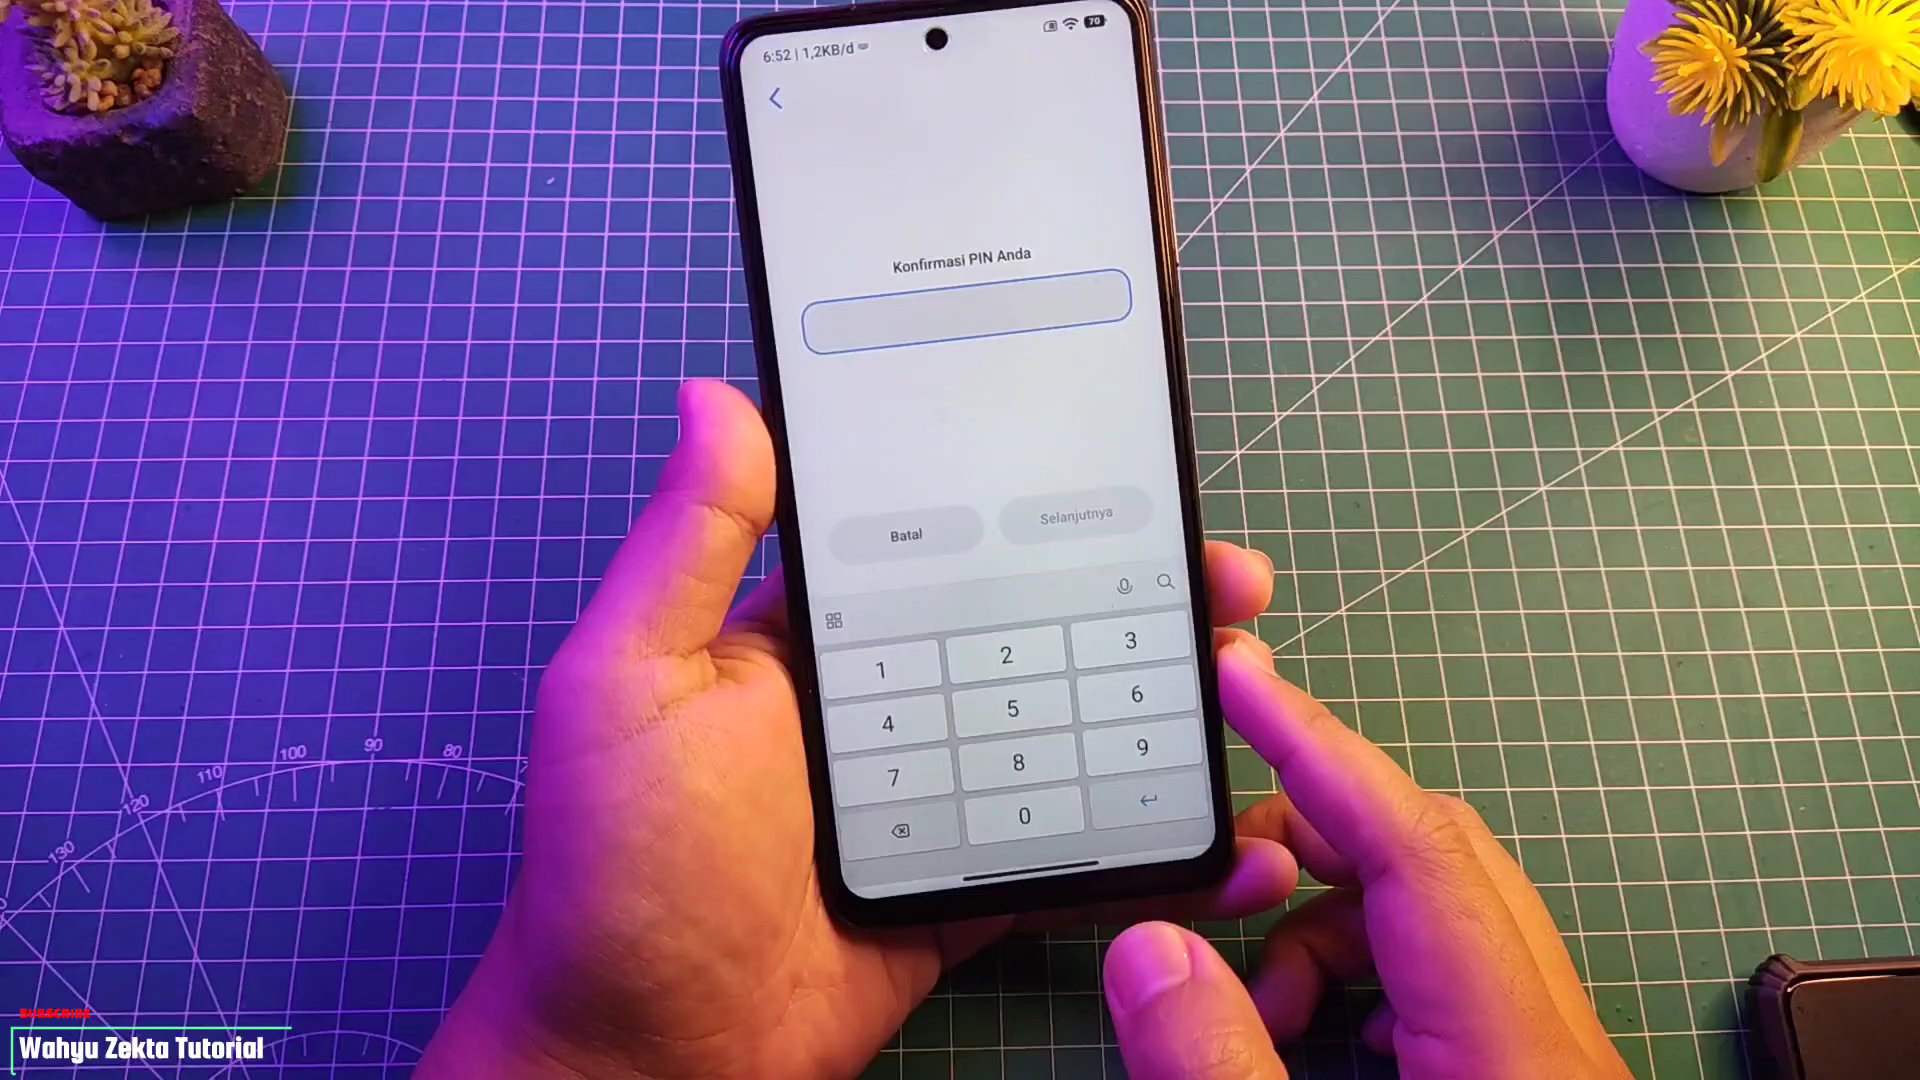 6:52 | 1,2KB/d
70
Konfirmasi PIN Anda
Batal
Selanjutnya
1
2
3
4
5
6
7
8
9
0
80
90
100
110
120
130
SUBSCRIBE
Wahyu Zekta Tutorial